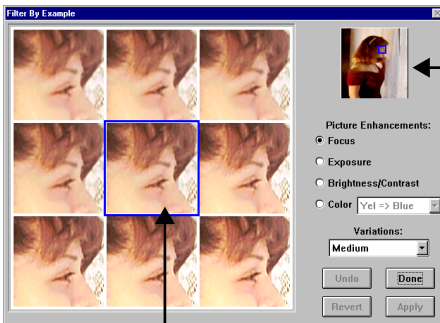 Filter By Example
Picture Enhancements:
Focus
Exposure
Brightness/Contrast
Color
Yel => Blue
Variations:
Medium
Undo
Done
Revert
Apply